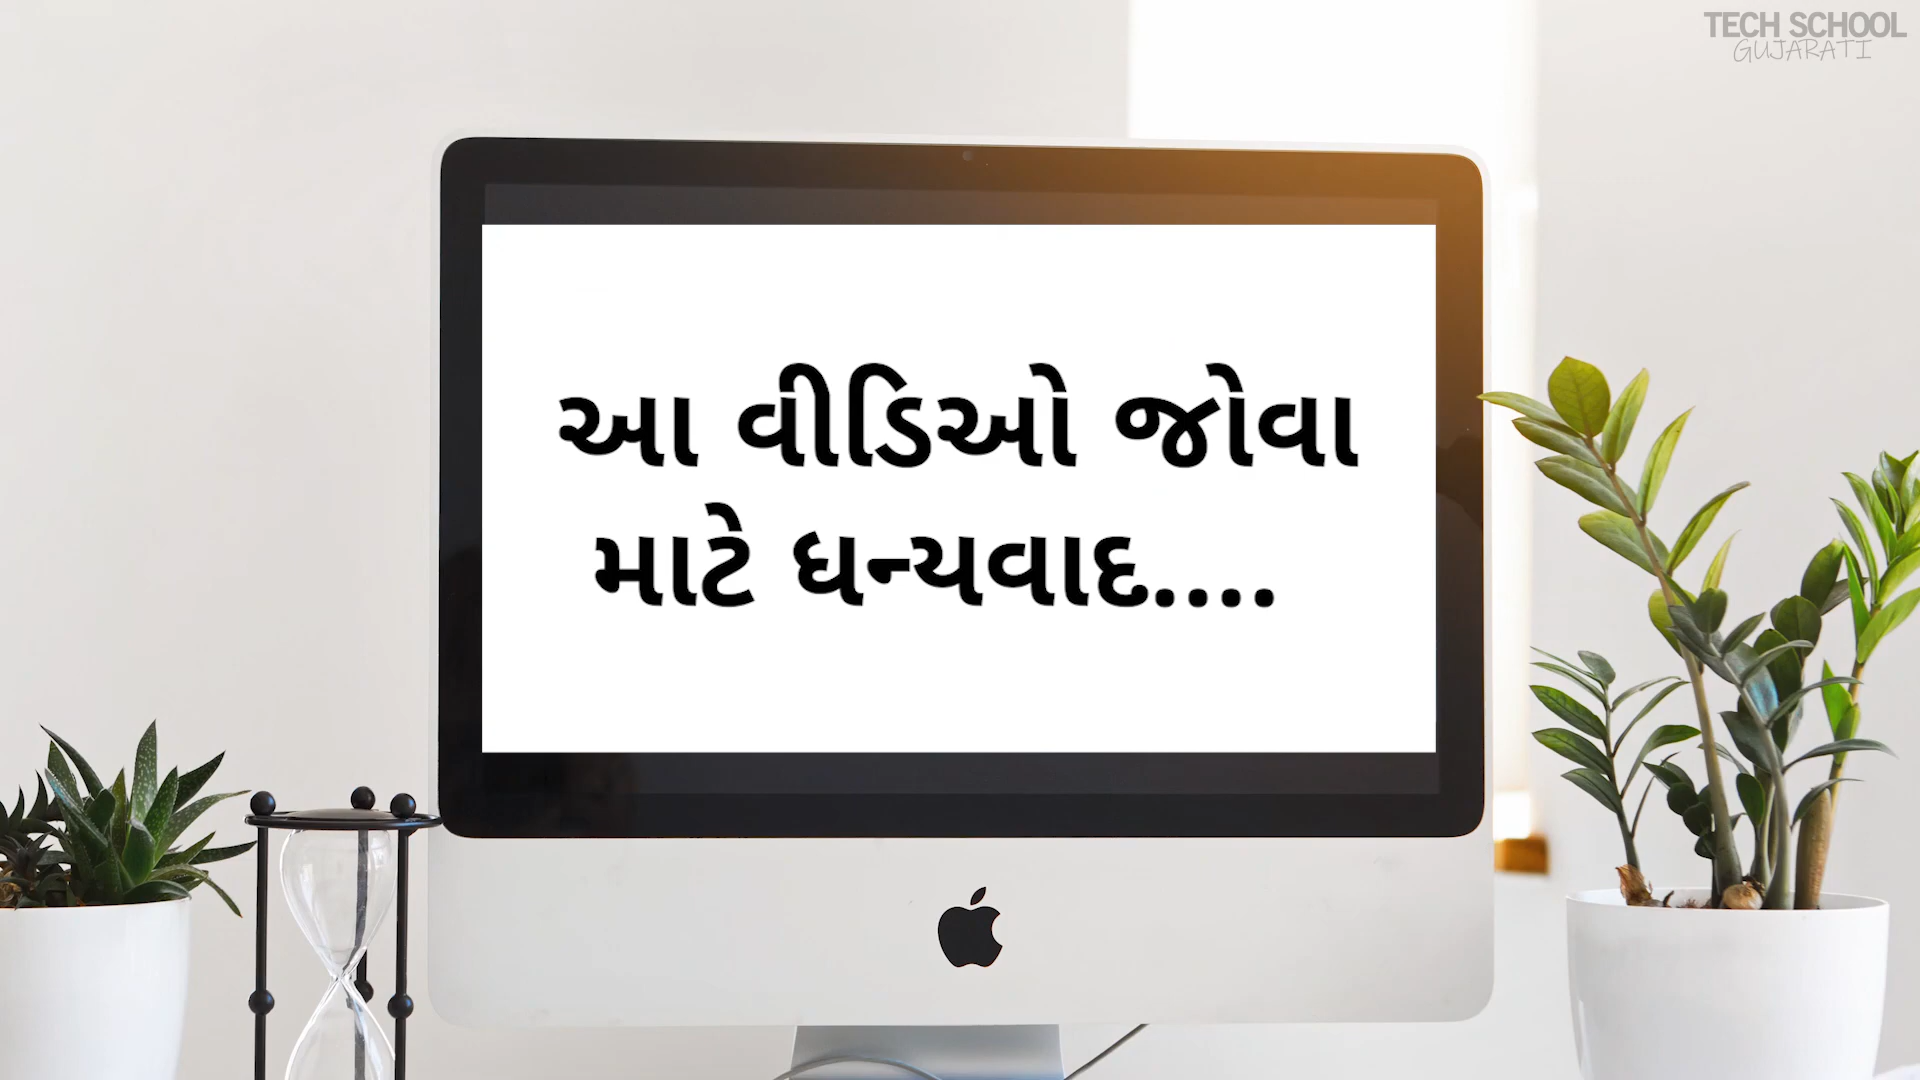 TECH SCHOOL
GUJARATI
આ વીડિઓ જોવા
માટે ધન્યવાદ....